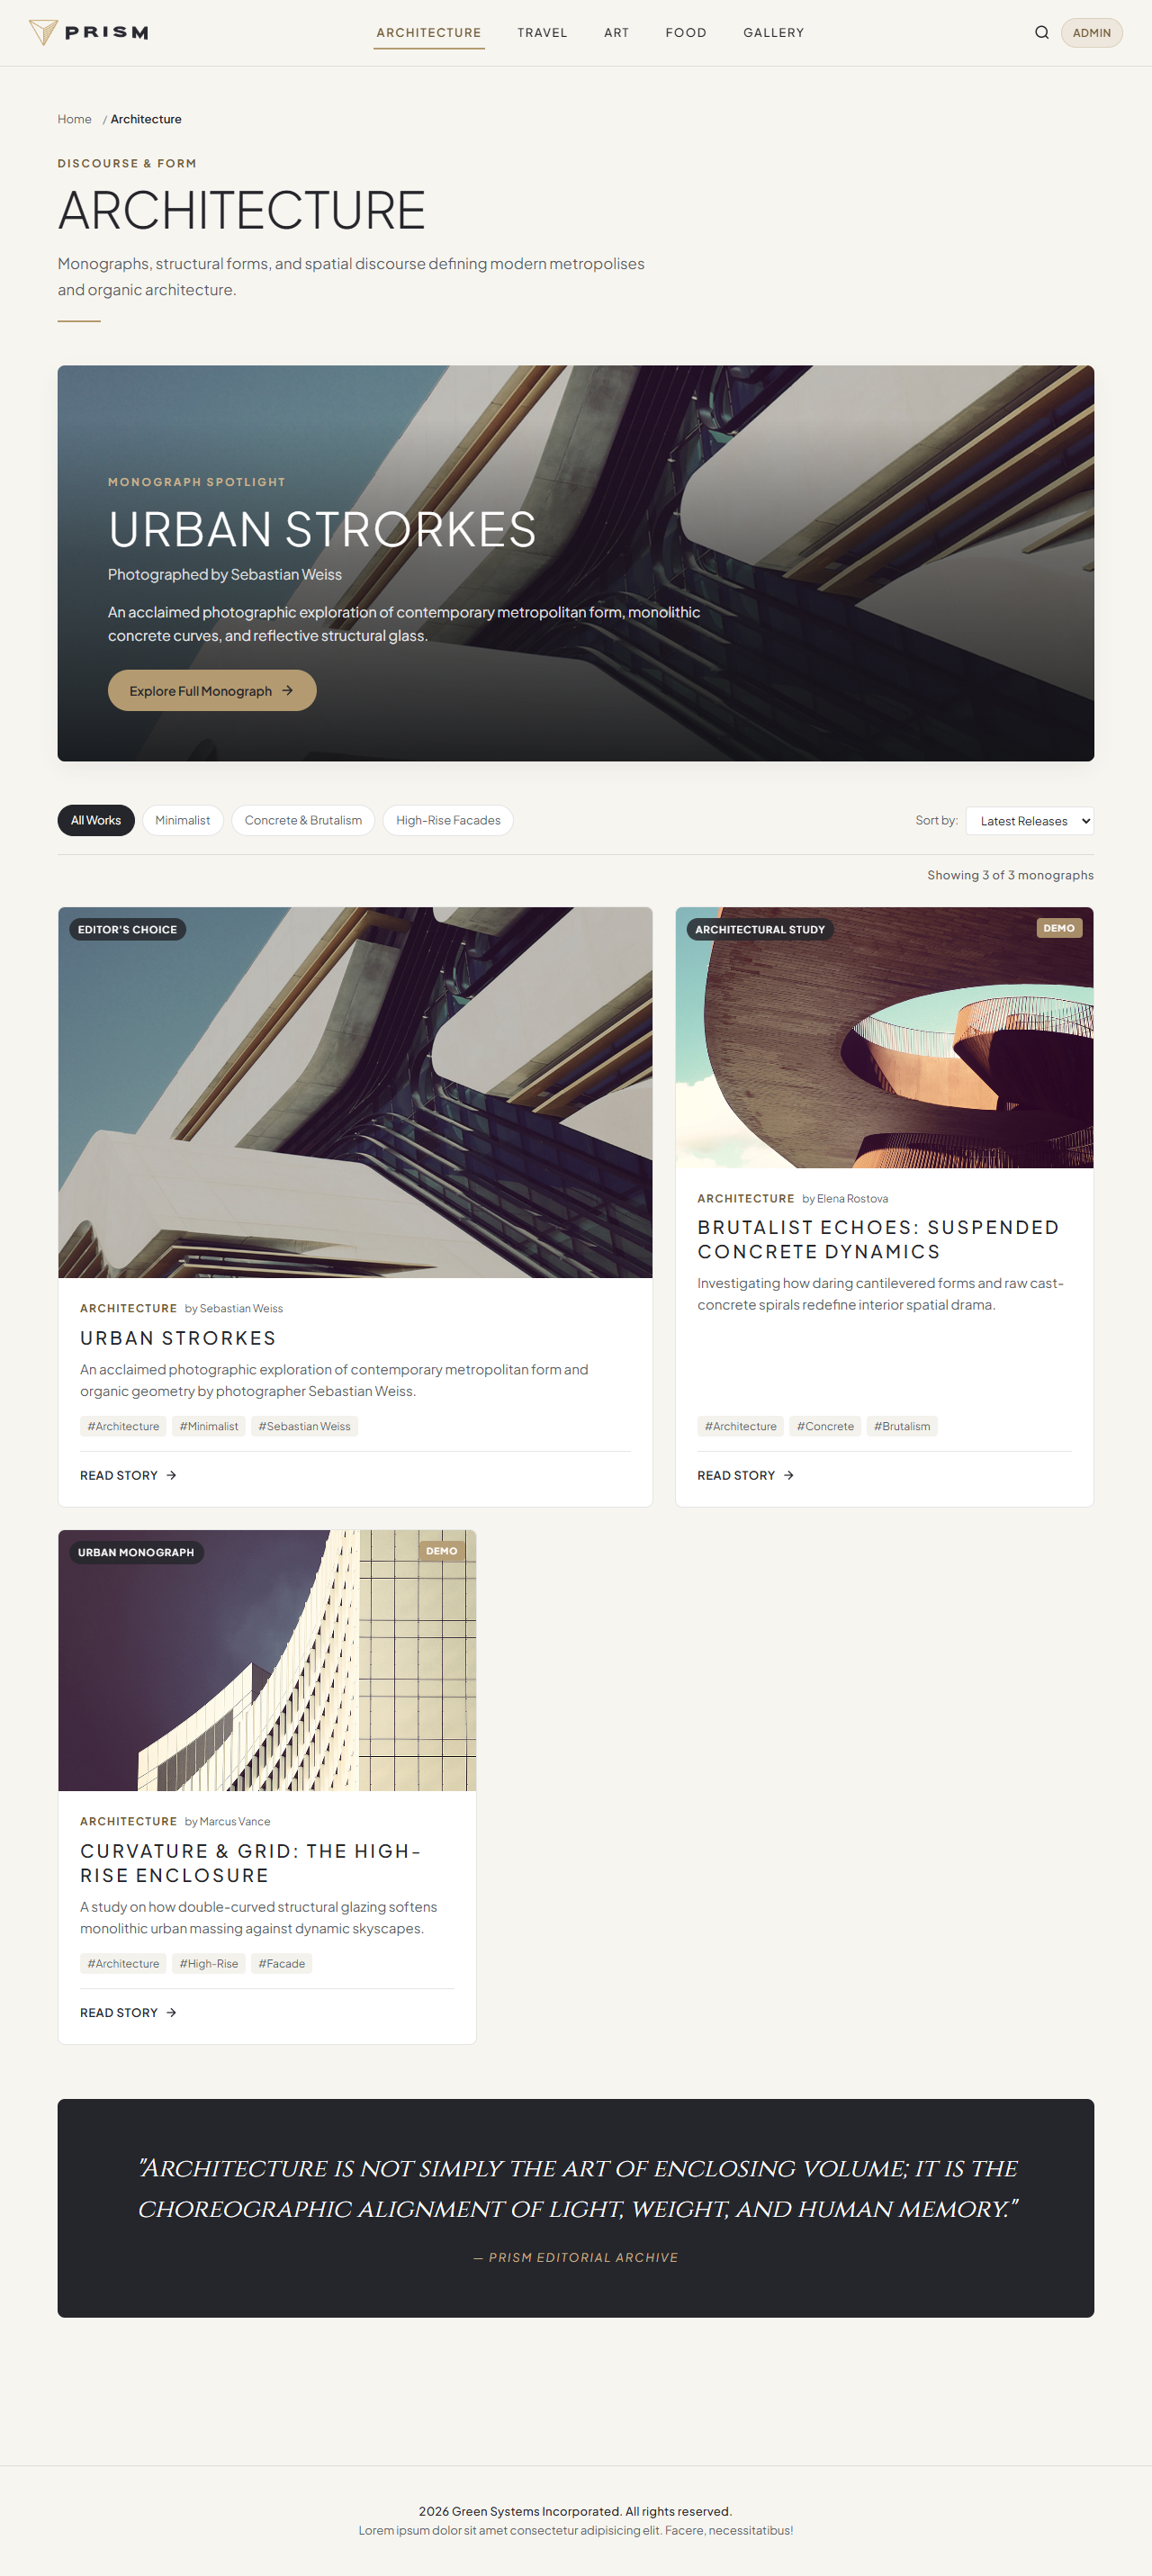 PRISM
ARCHITECTURE TRAVEL ART FOOD GALLERY
ADMIN
Home / Architecture
DISCOURSE & FORM
ARCHITECTURE
Monographs, structural forms, and spatial discourse defining modern metropolises
and organic architecture.
MONOGRAPH SPOTLIGHT
URBAN STRORKES
Photographed by Sebastian Weiss
An acclaimed photographic exploration of contemporary metropolitan form, monolithic
concrete curves, and reflective structural glass.
Explore Full Monograph →
All Works Minimalist Concrete & Brutalism High-Rise Facades
Sort by: Latest Releases
Showing 3 of 3 monographs
EDITOR'S CHOICE
ARCHITECTURE by Sebastian Weiss
URBAN STRORKES
An acclaimed photographic exploration of contemporary metropolitan form and
organic geometry by photographer Sebastian Weiss.
#Architecture #Minimalist #Sebastian Weiss
READ STORY →
ARCHITECTURAL STUDY
DEMO
ARCHITECTURE by Elena Rostova
BRUTALIST ECHOES: SUSPENDED
CONCRETE DYNAMICS
Investigating how daring cantilevered forms and raw cast-
concrete spirals redefine interior spatial drama.
#Architecture #Concrete #Brutalism
READ STORY →
URBAN MONOGRAPH
DEMO
ARCHITECTURE by Marcus Vance
CURVATURE & GRID: THE HIGH-
RISE ENCLOSURE
A study on how double-curved structural glazing softens
monolithic urban massing against dynamic skyscapes.
#Architecture #High-Rise #Facade
READ STORY →
"ARCHITECTURE IS NOT SIMPLY THE ART OF ENCLOSING VOLUME; IT IS THE
CHOREOGRAPHIC ALIGNMENT OF LIGHT, WEIGHT, AND HUMAN MEMORY."
— PRISM EDITORIAL ARCHIVE
2026 Green Systems Incorporated. All rights reserved.
Lorem ipsum dolor sit amet consectetur adipisicing elit. Facere, necessitatibus!